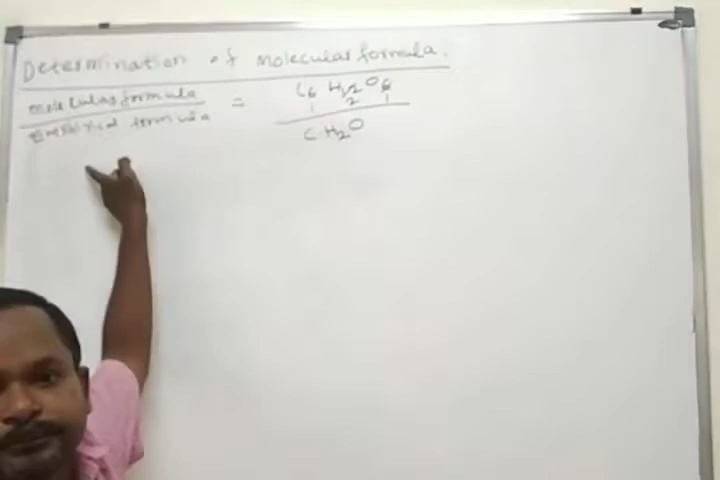 Determination of molecular formula.
molecular formula / empirical formula = C6 H12 O6 / CH2O